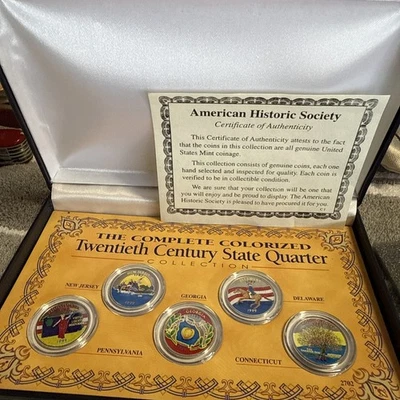 American Historic Society
Certificate of Authenticity
This Certificate of Authenticity attests to the fact
that the coins in this collection are all genuine United
States Mint coinage.
This collection consists of genuine coins, each one
hand selected and inspected for quality. Each coin is
verified to be in collectible condition.
We are sure that your collection will be one that
you will enjoy and be proud to display. The American
Historic Society is pleased to have procured it for you.
THE COMPLETE COLORIZED
Twentieth Century State Quarter
COLLECTION
NEW JERSEY
GEORGIA
DELAWARE
PENNSYLVANIA
CONNECTICUT
GEORGIA
1999
1999
2702